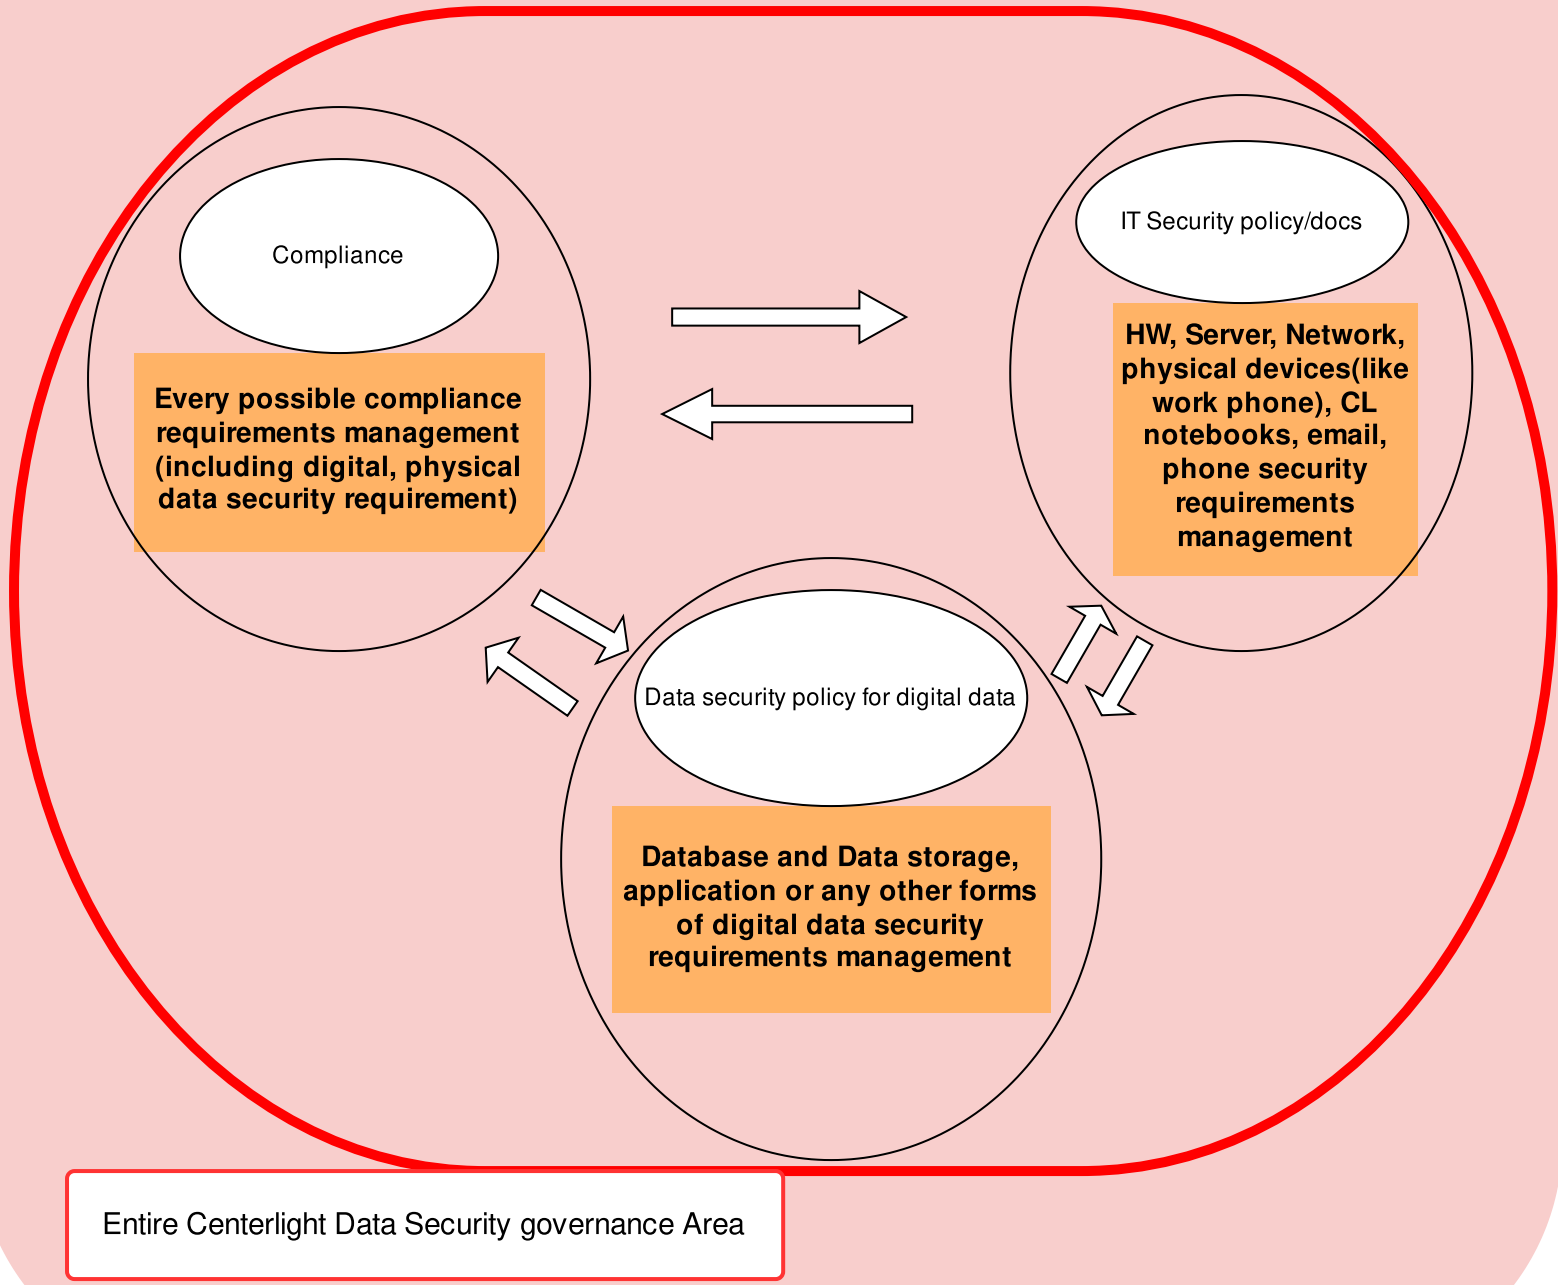 Compliance
Every possible compliance
requirements management
(including digital, physical
data security requirement)
IT Security policy/docs
HW, Server, Network,
physical devices(like
work phone), CL
notebooks, email,
phone security
requirements
management
Data security policy for digital data
Database and Data storage,
application or any other forms
of digital data security
requirements management
Entire Centerlight Data Security governance Area